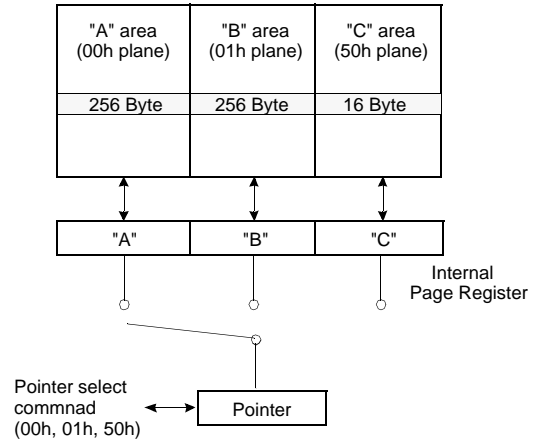 "A" area
(00h plane)
"B" area
(01h plane)
"C" area
(50h plane)
256 Byte
256 Byte
16 Byte
"A"
"B"
"C"
Internal
Page Register
Pointer select
commnad
(00h, 01h, 50h)
Pointer